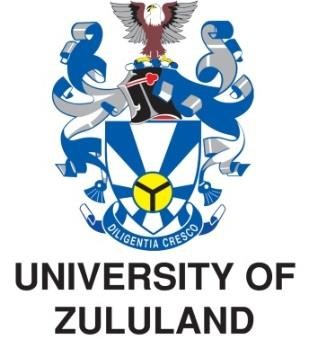 DILIGENTIA CRESCO
UNIVERSITY OF
ZULULAND